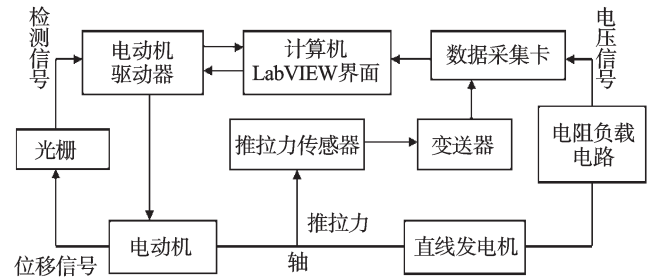 检测信号
电动机
驱动器
计算机
LabVIEW界面
数据采集卡
电压信号
光栅
推拉力传感器
变送器
电阻负载
电路
位移信号
电动机
推拉力
轴
直线发电机